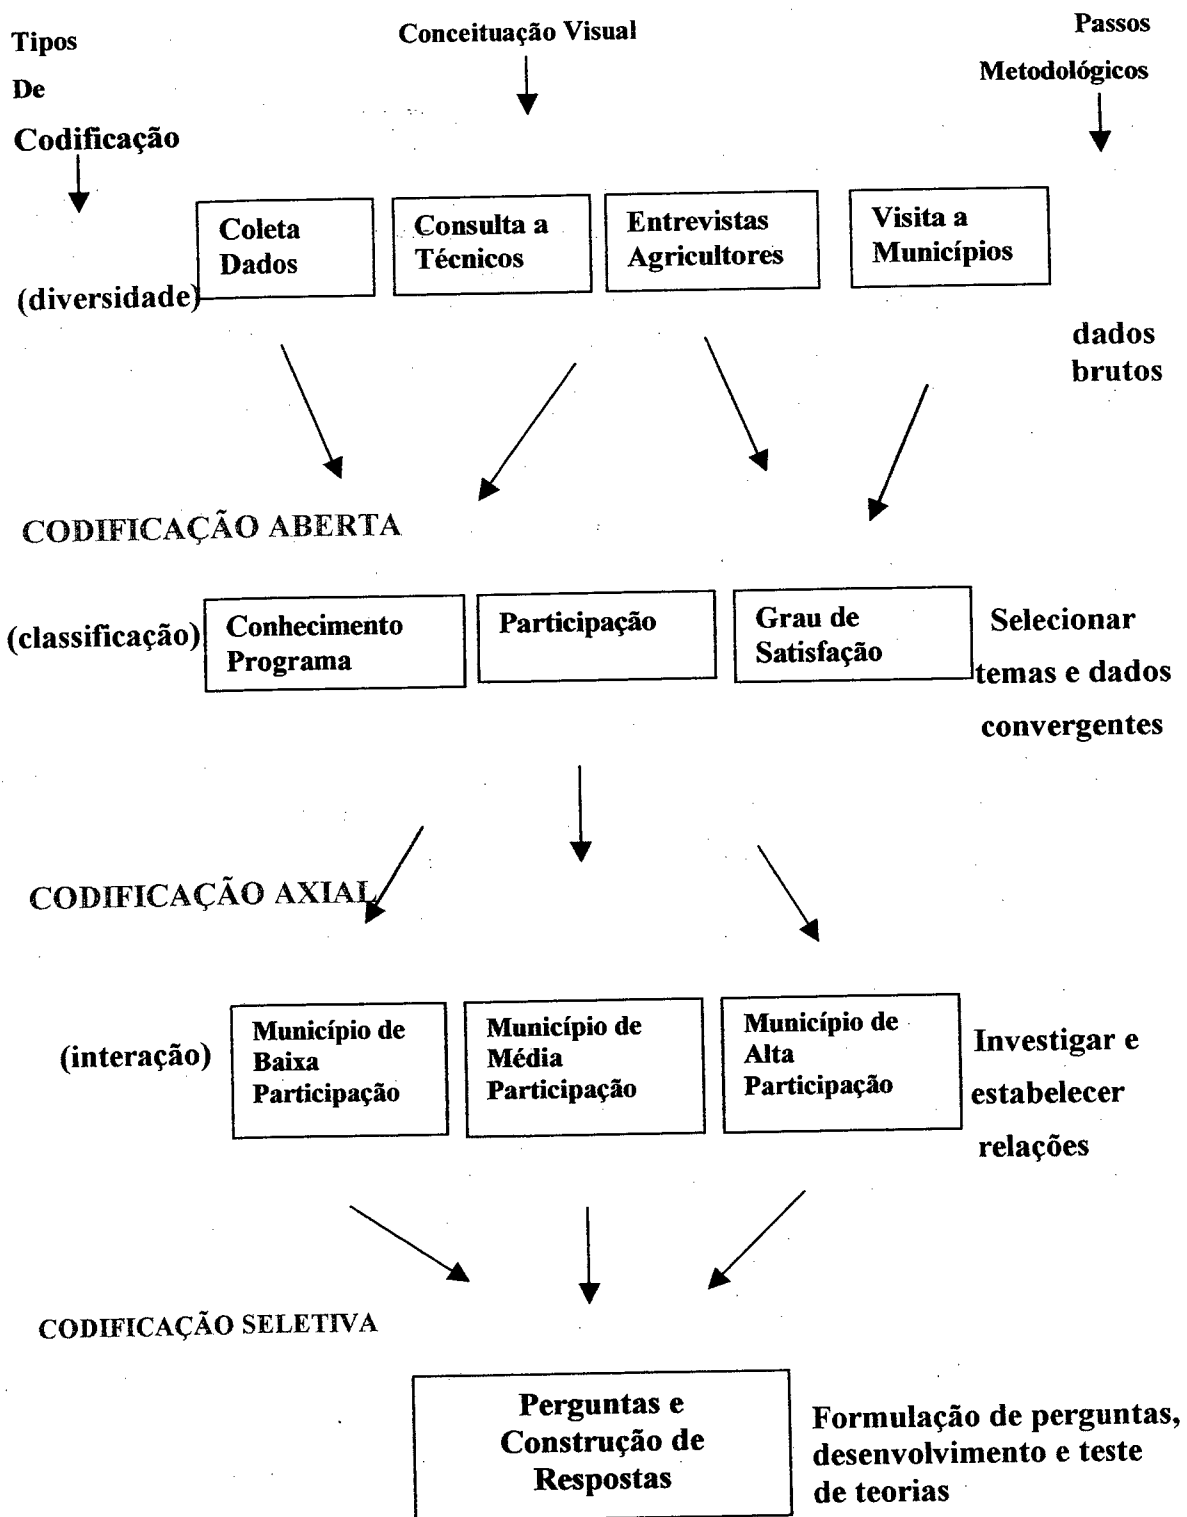 Tipos
De
Codificação
Conceituação Visual
Passos
Metodológicos
(diversidade)
Coleta
Dados
Consulta a
Técnicos
Entrevistas
Agricultores
Visita a
Municípios
dados
brutos
CODIFICAÇÃO ABERTA
(classificação)
Conhecimento
Programa
Participação
Grau de
Satisfação
Selecionar
temas e dados
convergentes
CODIFICAÇÃO AXIAL
(interação)
Município de
Baixa
Participação
Município de
Média
Participação
Município de
Alta
Participação
Investigar e
estabelecer
relações
CODIFICAÇÃO SELETIVA
Perguntas e
Construção de
Respostas
Formulação de perguntas,
desenvolvimento e teste
de teorias